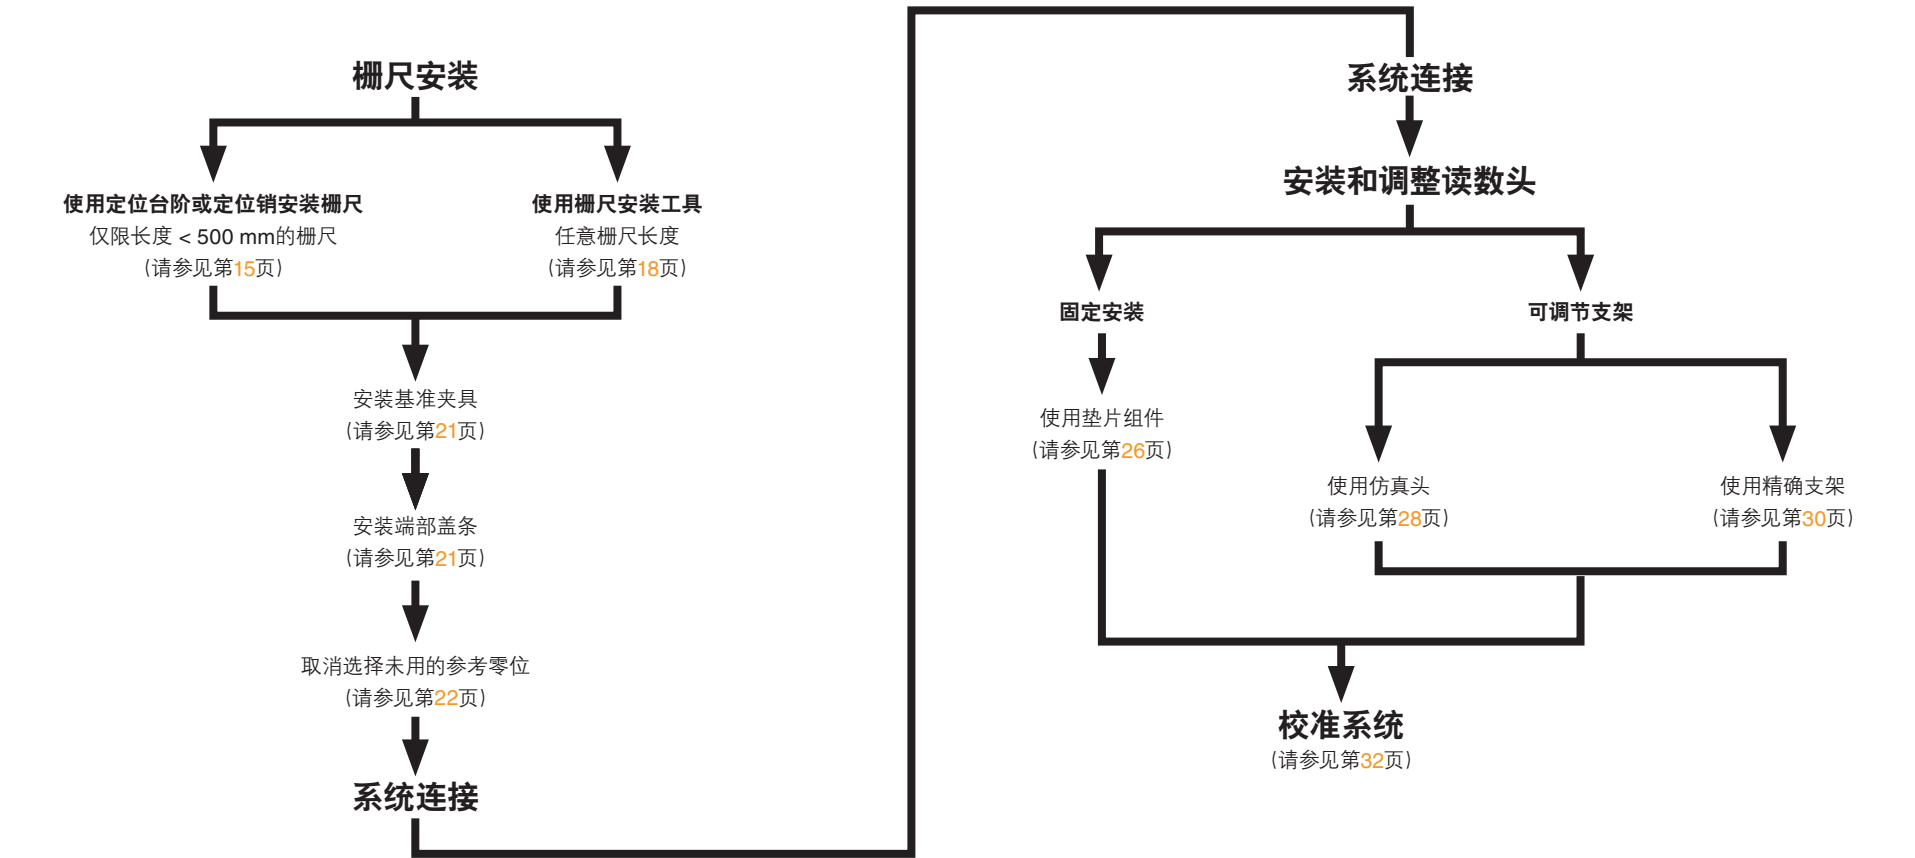 栅尺安装
使用定位台阶或定位销安装栅尺
仅限长度 < 500 mm的栅尺
(请参见第15页)
使用栅尺安装工具
任意栅尺长度
(请参见第18页)
安装基准夹具
(请参见第21页)
安装端部盖条
(请参见第21页)
取消选择未用的参考零位
(请参见第22页)
系统连接
系统连接
安装和调整读数头
固定安装
使用垫片组件
(请参见第26页)
可调节支架
使用仿真头
(请参见第28页)
使用精确支架
(请参见第30页)
校准系统
(请参见第32页)